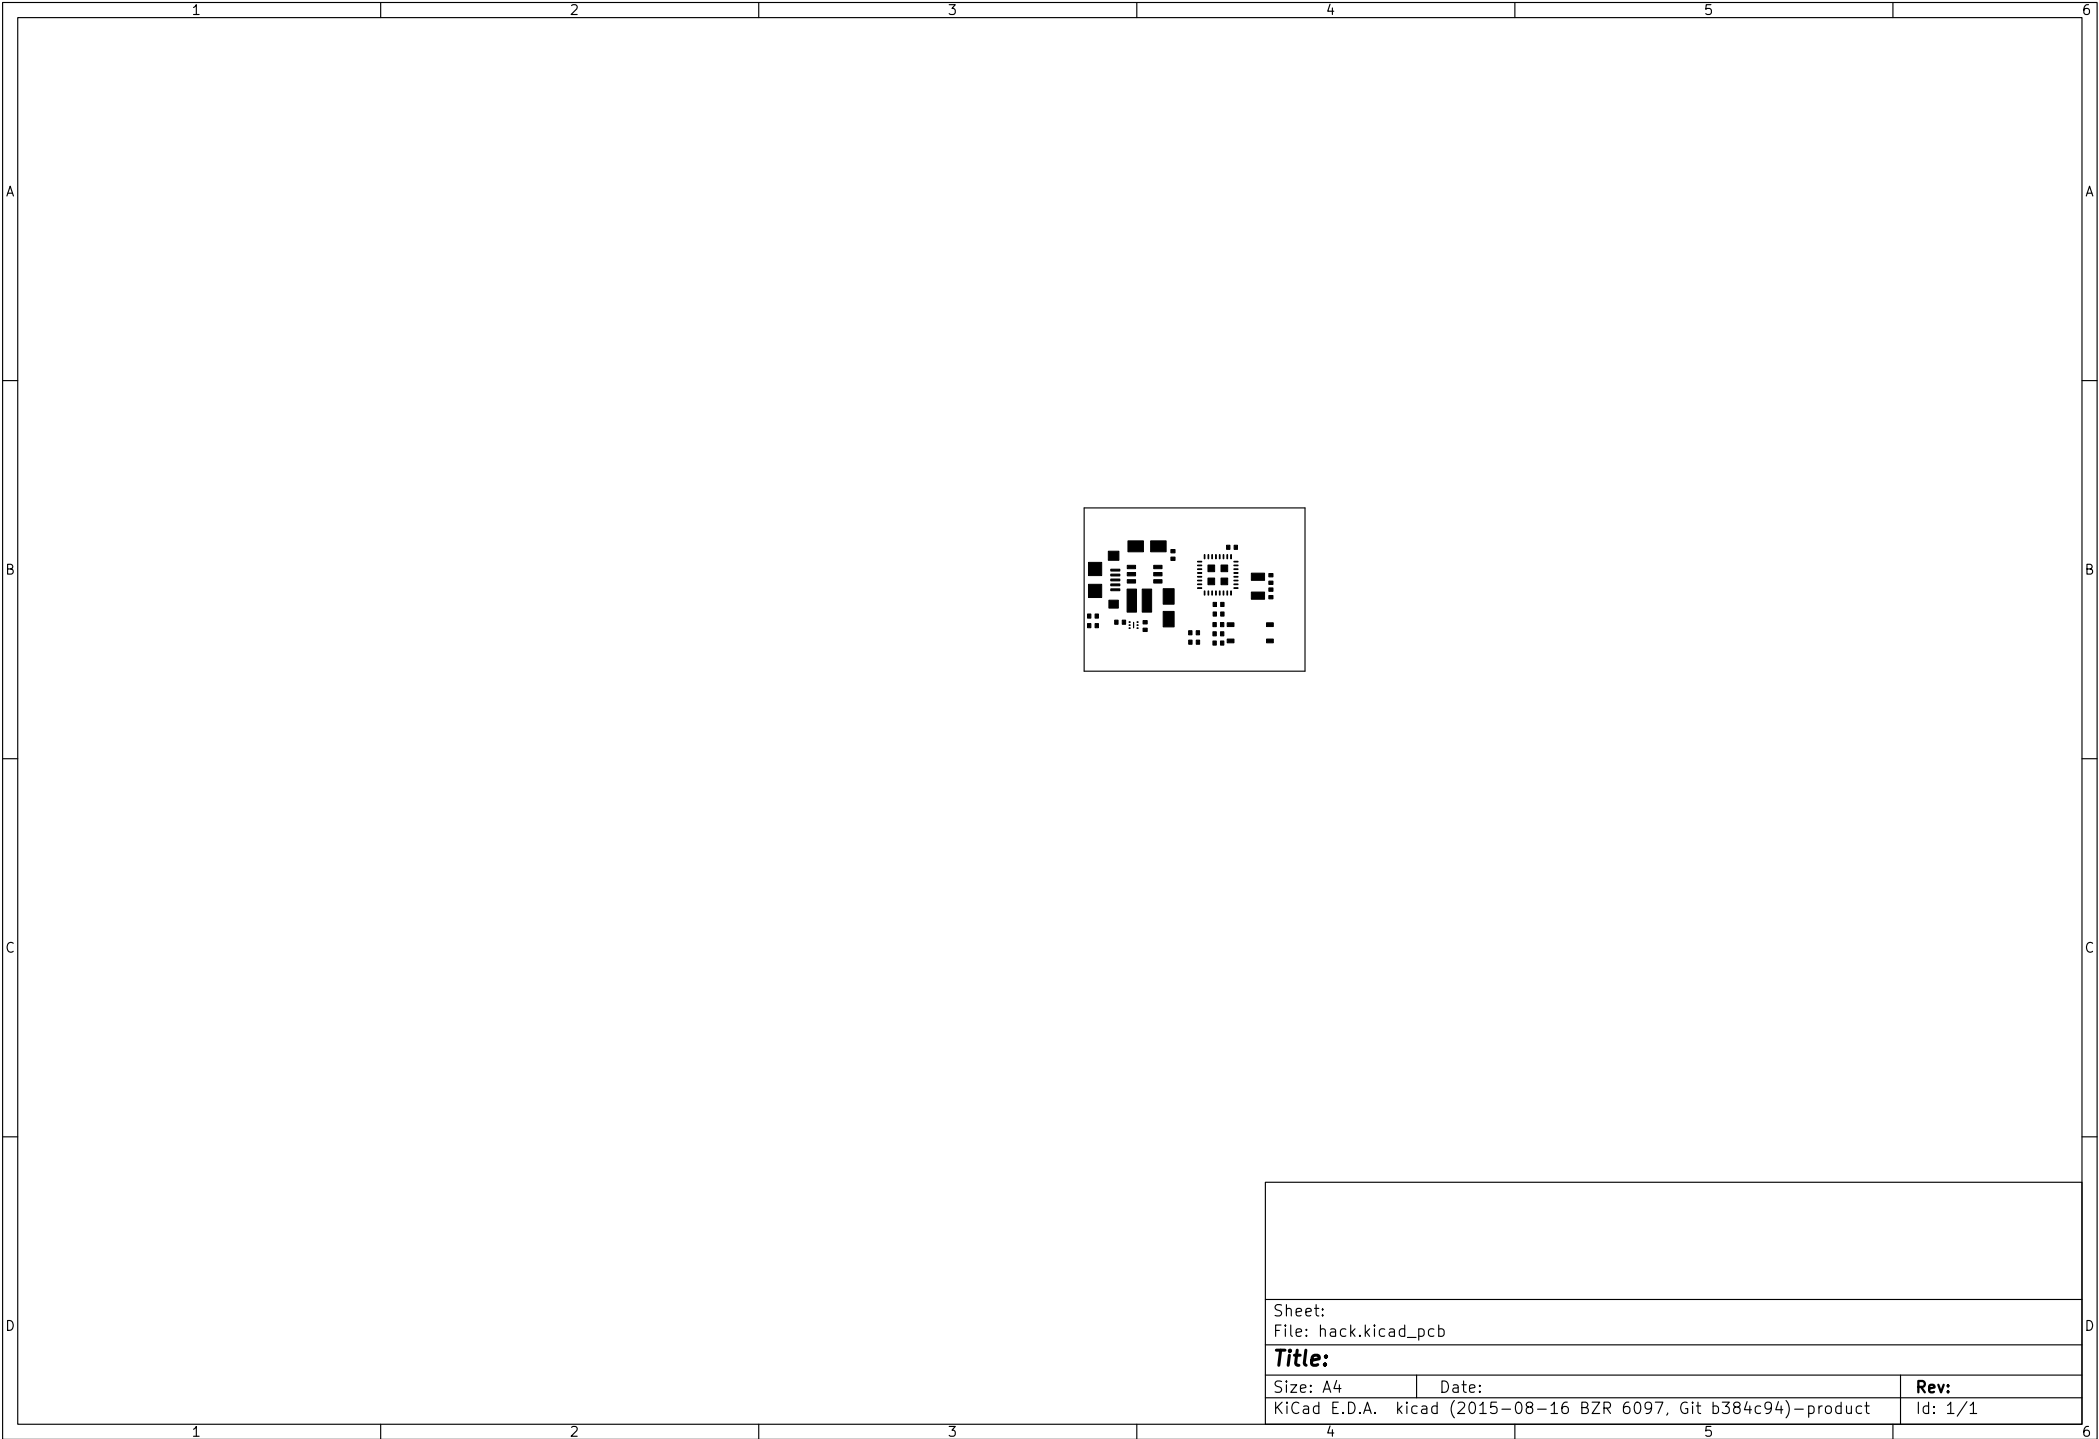 1 2 3 4 5 6
A A
B B
C C
D D
Sheet:
File: hack.kicad_pcb
Title:
Size: A4 Date: Rev:
KiCad E.D.A. kicad (2015-08-16 BZR 6097, Git b384c94)-product Id: 1/1
1 2 3 4 5 6